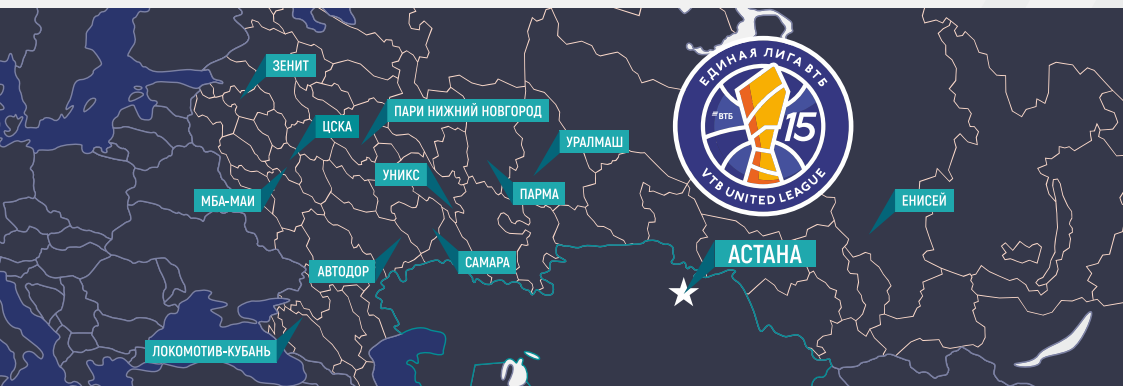 ЕДИНАЯ ЛИГА ВТБ
ЗЕНИТ
ПАРИ НИЖНИЙ НОВГОРОД
#ВТБ
15
ЦСКА
УРАЛМАШ
УНИКС
VTB UNITED LEAGUE
ПАРМА
МБА-МАИ
ЕНИСЕЙ
АСТАНА
САМАРА
АВТОДОР
ЛОКОМОТИВ-КУБАНЬ